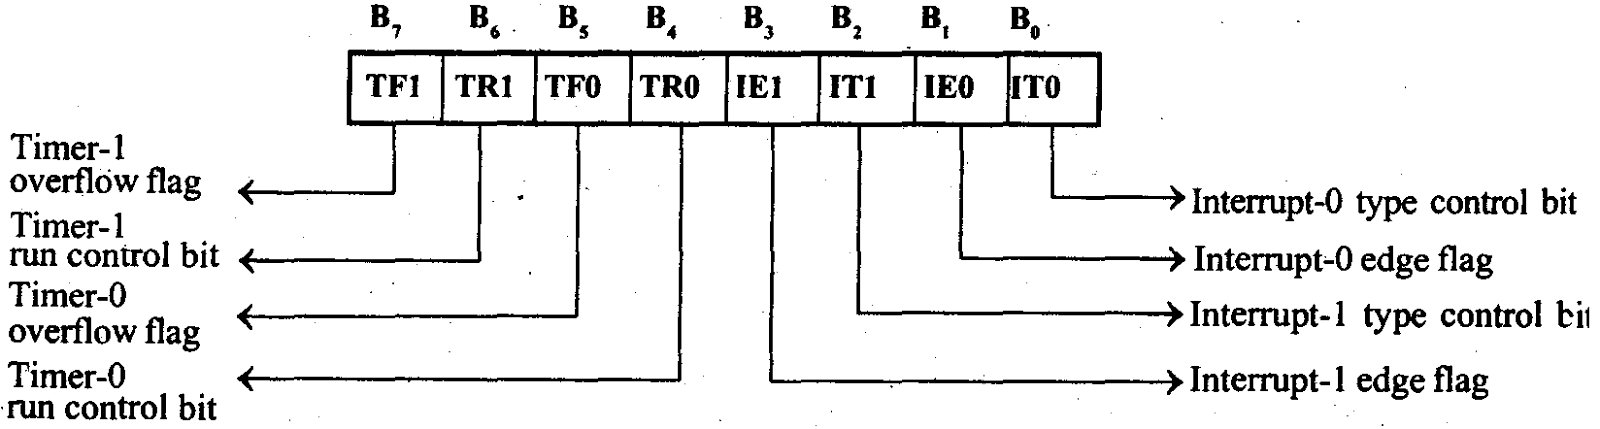 B7 B6 B5 B4 B3 B2 B1 B0
TF1 TR1 TF0 TR0 IE1 IT1 IE0 IT0
Timer-1
overflow flag
Timer-1
run control bit
Timer-0
overflow flag
Timer-0
run control bit
Interrupt-0 type control bit
Interrupt-0 edge flag
Interrupt-1 type control bit
Interrupt-1 edge flag